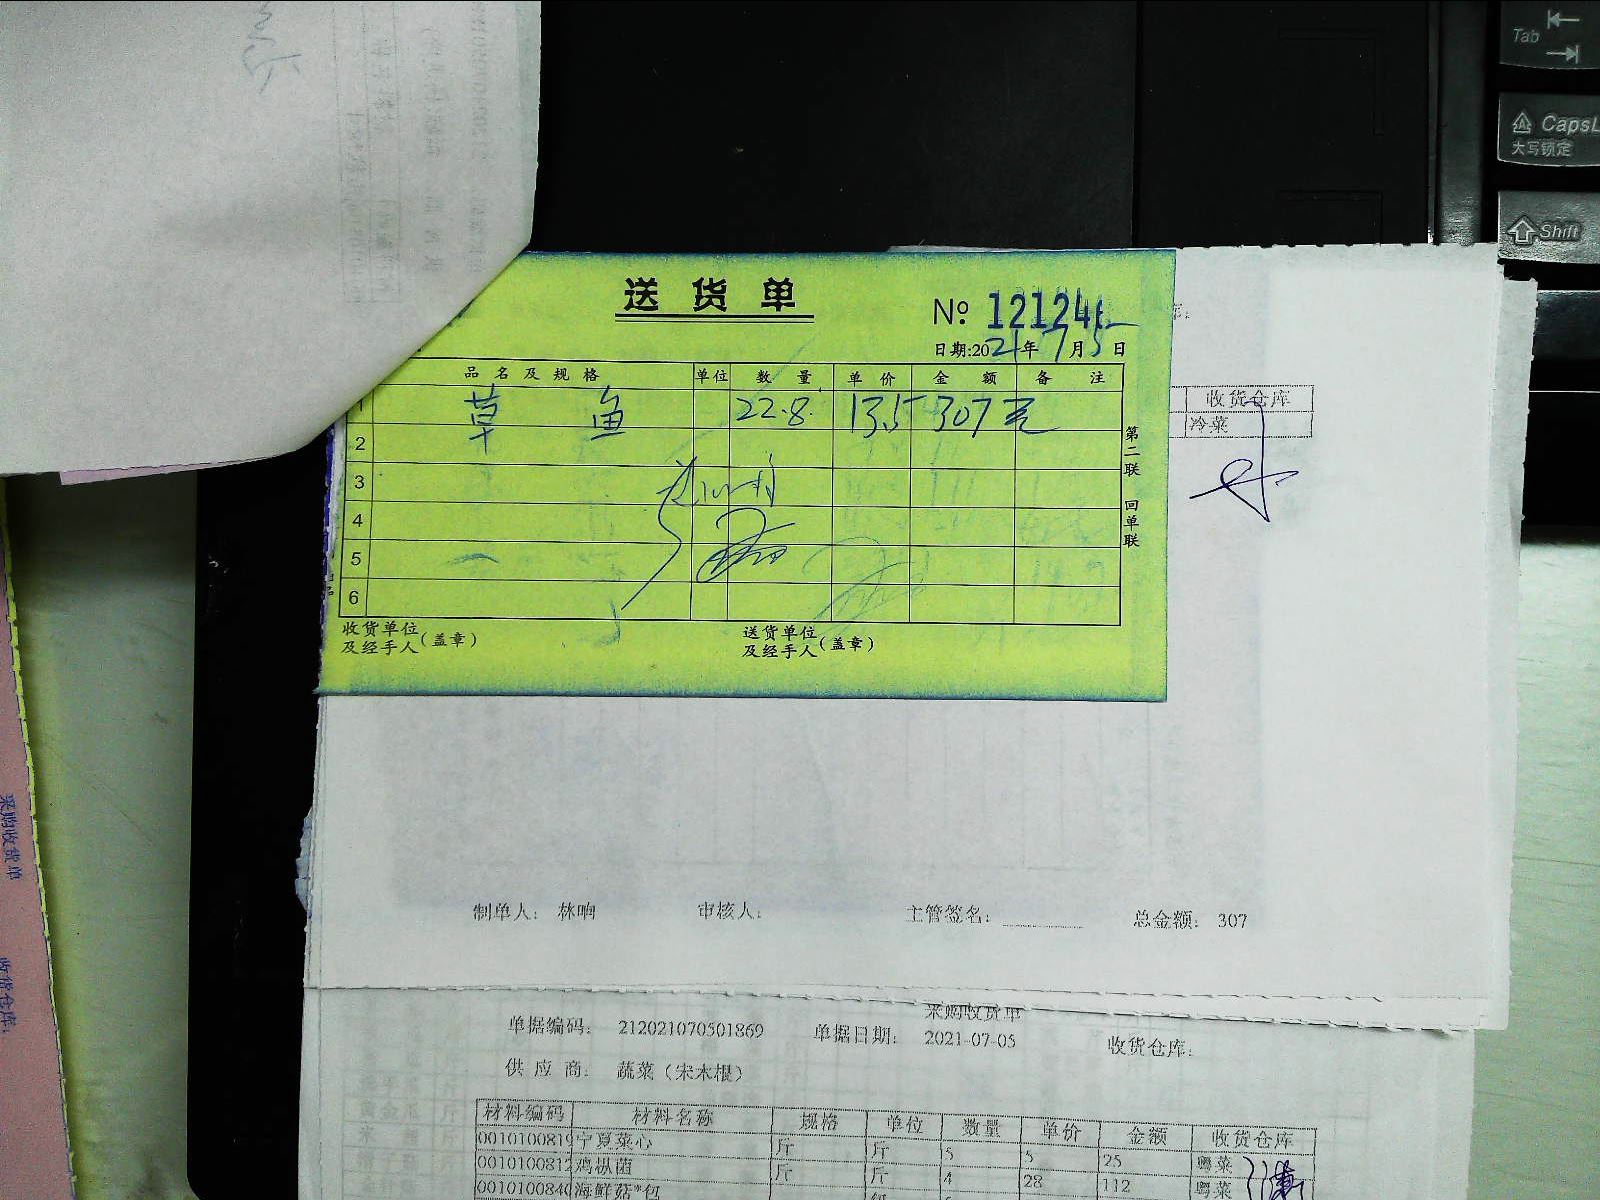 Tab
CapsL
大写锁定
Shift
送货单
№ 12124
日期:2021年7月5日
品名及规格 单位 数量 单价 金额 备注
草鱼 22.8 13.5 307元
2
3
4
5
6
第二联 回单联
收货单位
及经手人(盖章)
送货单位
及经手人(盖章)
收货仓库
冷菜
制单人: 林响 审核人: 主管签名: 总金额: 307
采购收货单
单据编码: 212021070501869 单据日期: 2021-07-05 收货仓库:
供应商: 蔬菜(宋木根)
材料编码 材料名称 规格 单位 数量 单价 金额 收货仓库
0010100819 宁夏菜心 斤 斤 5 5 25 粤菜
0010100812 鸡枞菌 斤 斤 4 28 112 粤菜
0010100840 海鲜菇*包
采购收货单
收货仓库: